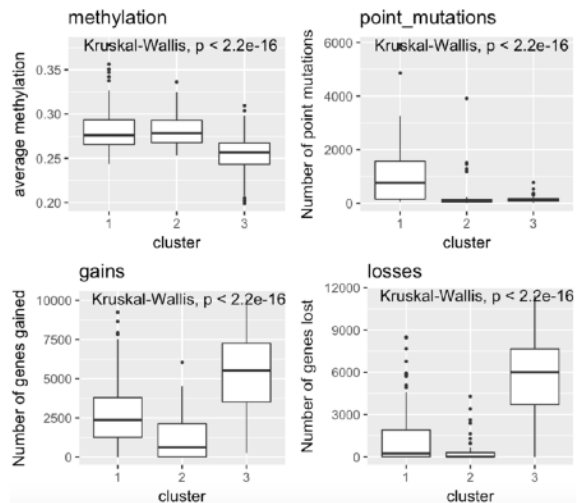 methylation
Kruskal-Wallis, p < 2.2e-16
average methylation
0.35
0.30
0.25
0.20
1 2 3
cluster
point_mutations
Kruskal-Wallis, p < 2.2e-16
Number of point mutations
6000
4000
2000
0
1 2 3
cluster
gains
Kruskal-Wallis, p < 2.2e-16
Number of genes gained
10000
7500
5000
2500
0
1 2 3
cluster
losses
Kruskal-Wallis, p < 2.2e-16
Number of genes lost
12000
9000
6000
3000
0
1 2 3
cluster